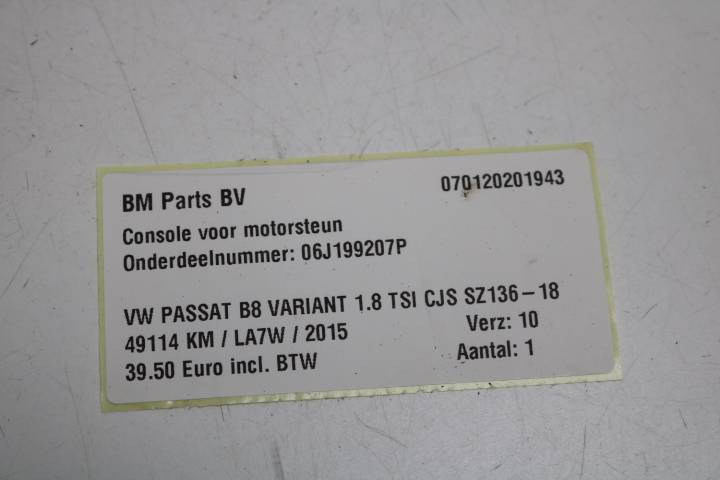 BM Parts BV 070120201943
Console voor motorsteun
Onderdeelnummer: 06J199207P
VW PASSAT B8 VARIANT 1.8 TSI CJS SZ136-18
49114 KM / LA7W / 2015 Verz: 10
39.50 Euro incl. BTW Aantal: 1